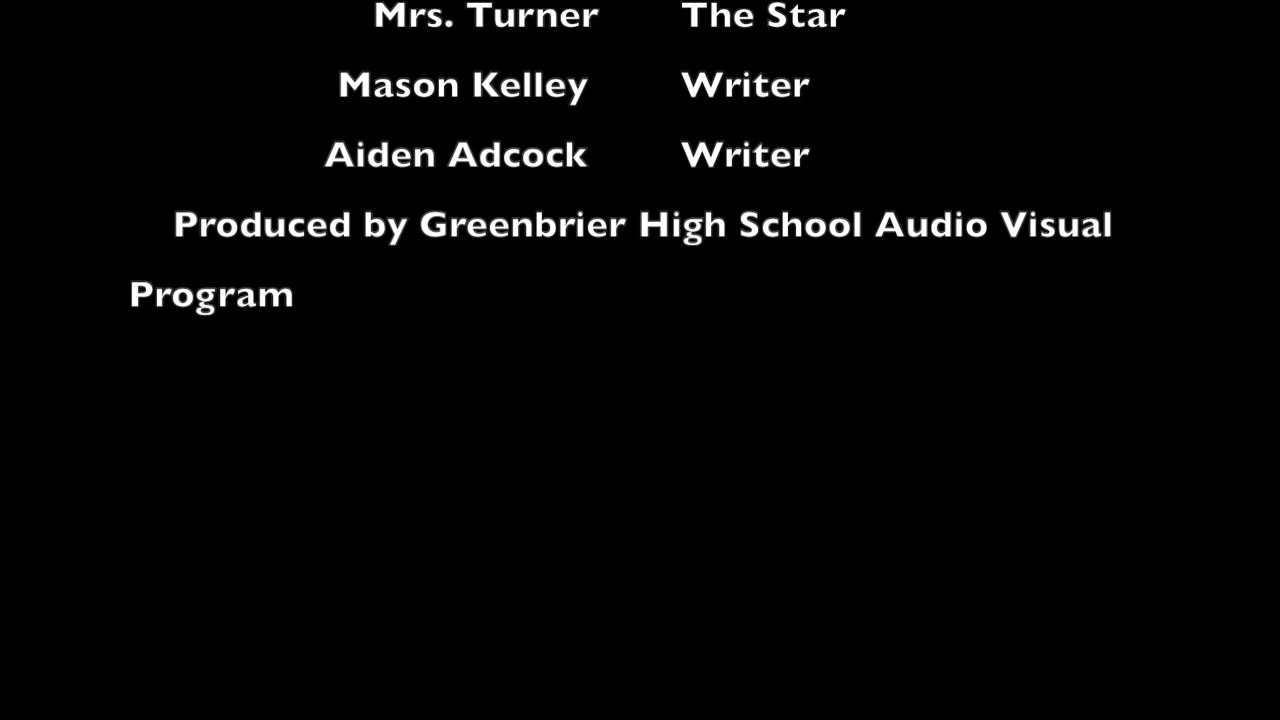 Mrs. Turner The Star
Mason Kelley Writer
Aiden Adcock Writer
Produced by Greenbrier High School Audio Visual
Program